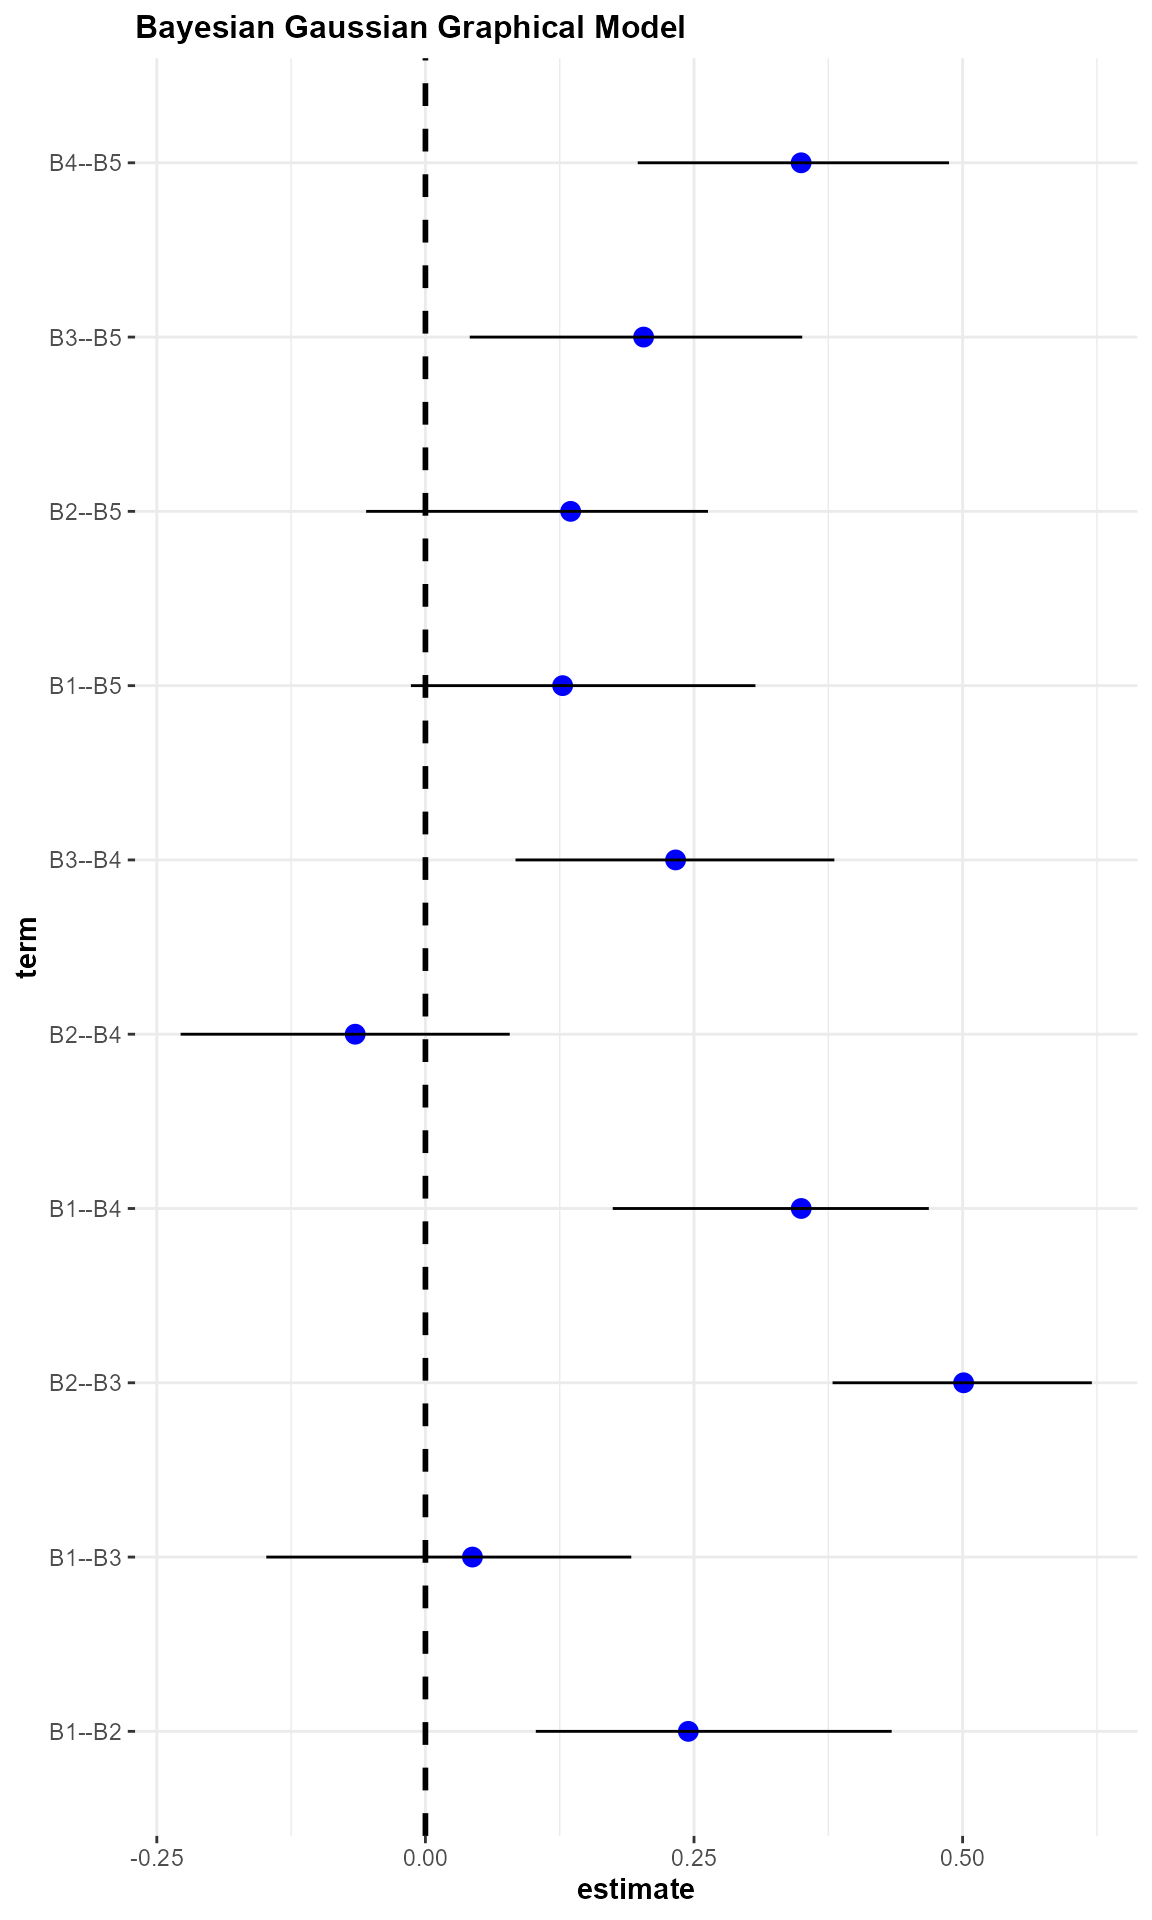 Bayesian Gaussian Graphical Model
B4--B5
B3--B5
B2--B5
B1--B5
B3--B4
term
B2--B4
B1--B4
B2--B3
B1--B3
B1--B2
-0.25 0.00 0.25 0.50
estimate